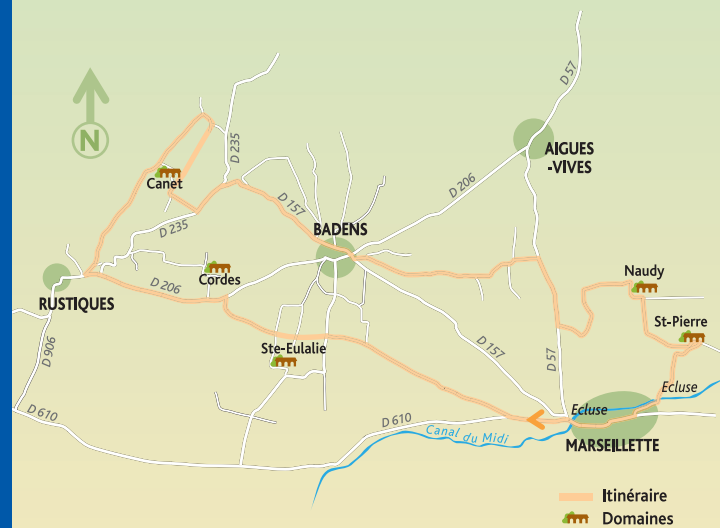 D 57
N
D 235
AIGUES
-VIVES
Canet
D 206
D 157
D 235
BADENS
Cordes
Naudy
RUSTIQUES
D 206
St-Pierre
D 906
Ste-Eulalie
D 157
D 57
Ecluse
D 610
D 610
Ecluse
Canal du Midi
MARSEILLETTE
Itinéraire
Domaines